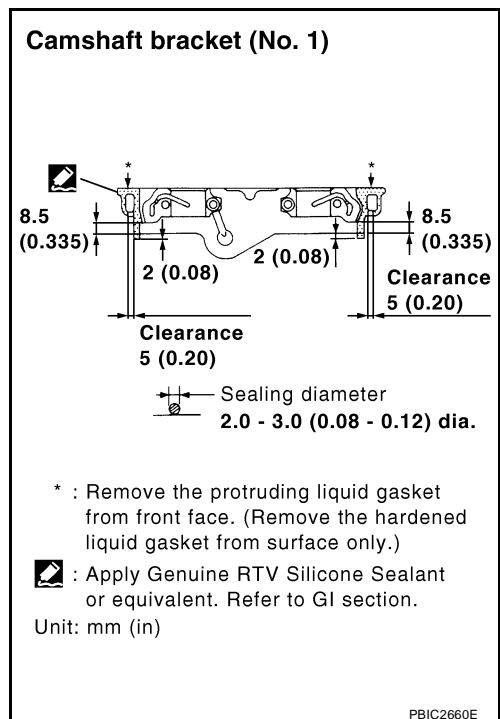 Camshaft bracket (No. 1)
*
*
8.5
(0.335)
2 (0.08)
2 (0.08)
8.5
(0.335)
Clearance
5 (0.20)
Clearance
5 (0.20)
Sealing diameter
2.0 - 3.0 (0.08 - 0.12) dia.
* : Remove the protruding liquid gasket
from front face. (Remove the hardened
liquid gasket from surface only.)
: Apply Genuine RTV Silicone Sealant
or equivalent. Refer to GI section.
Unit: mm (in)
PBIC2660E